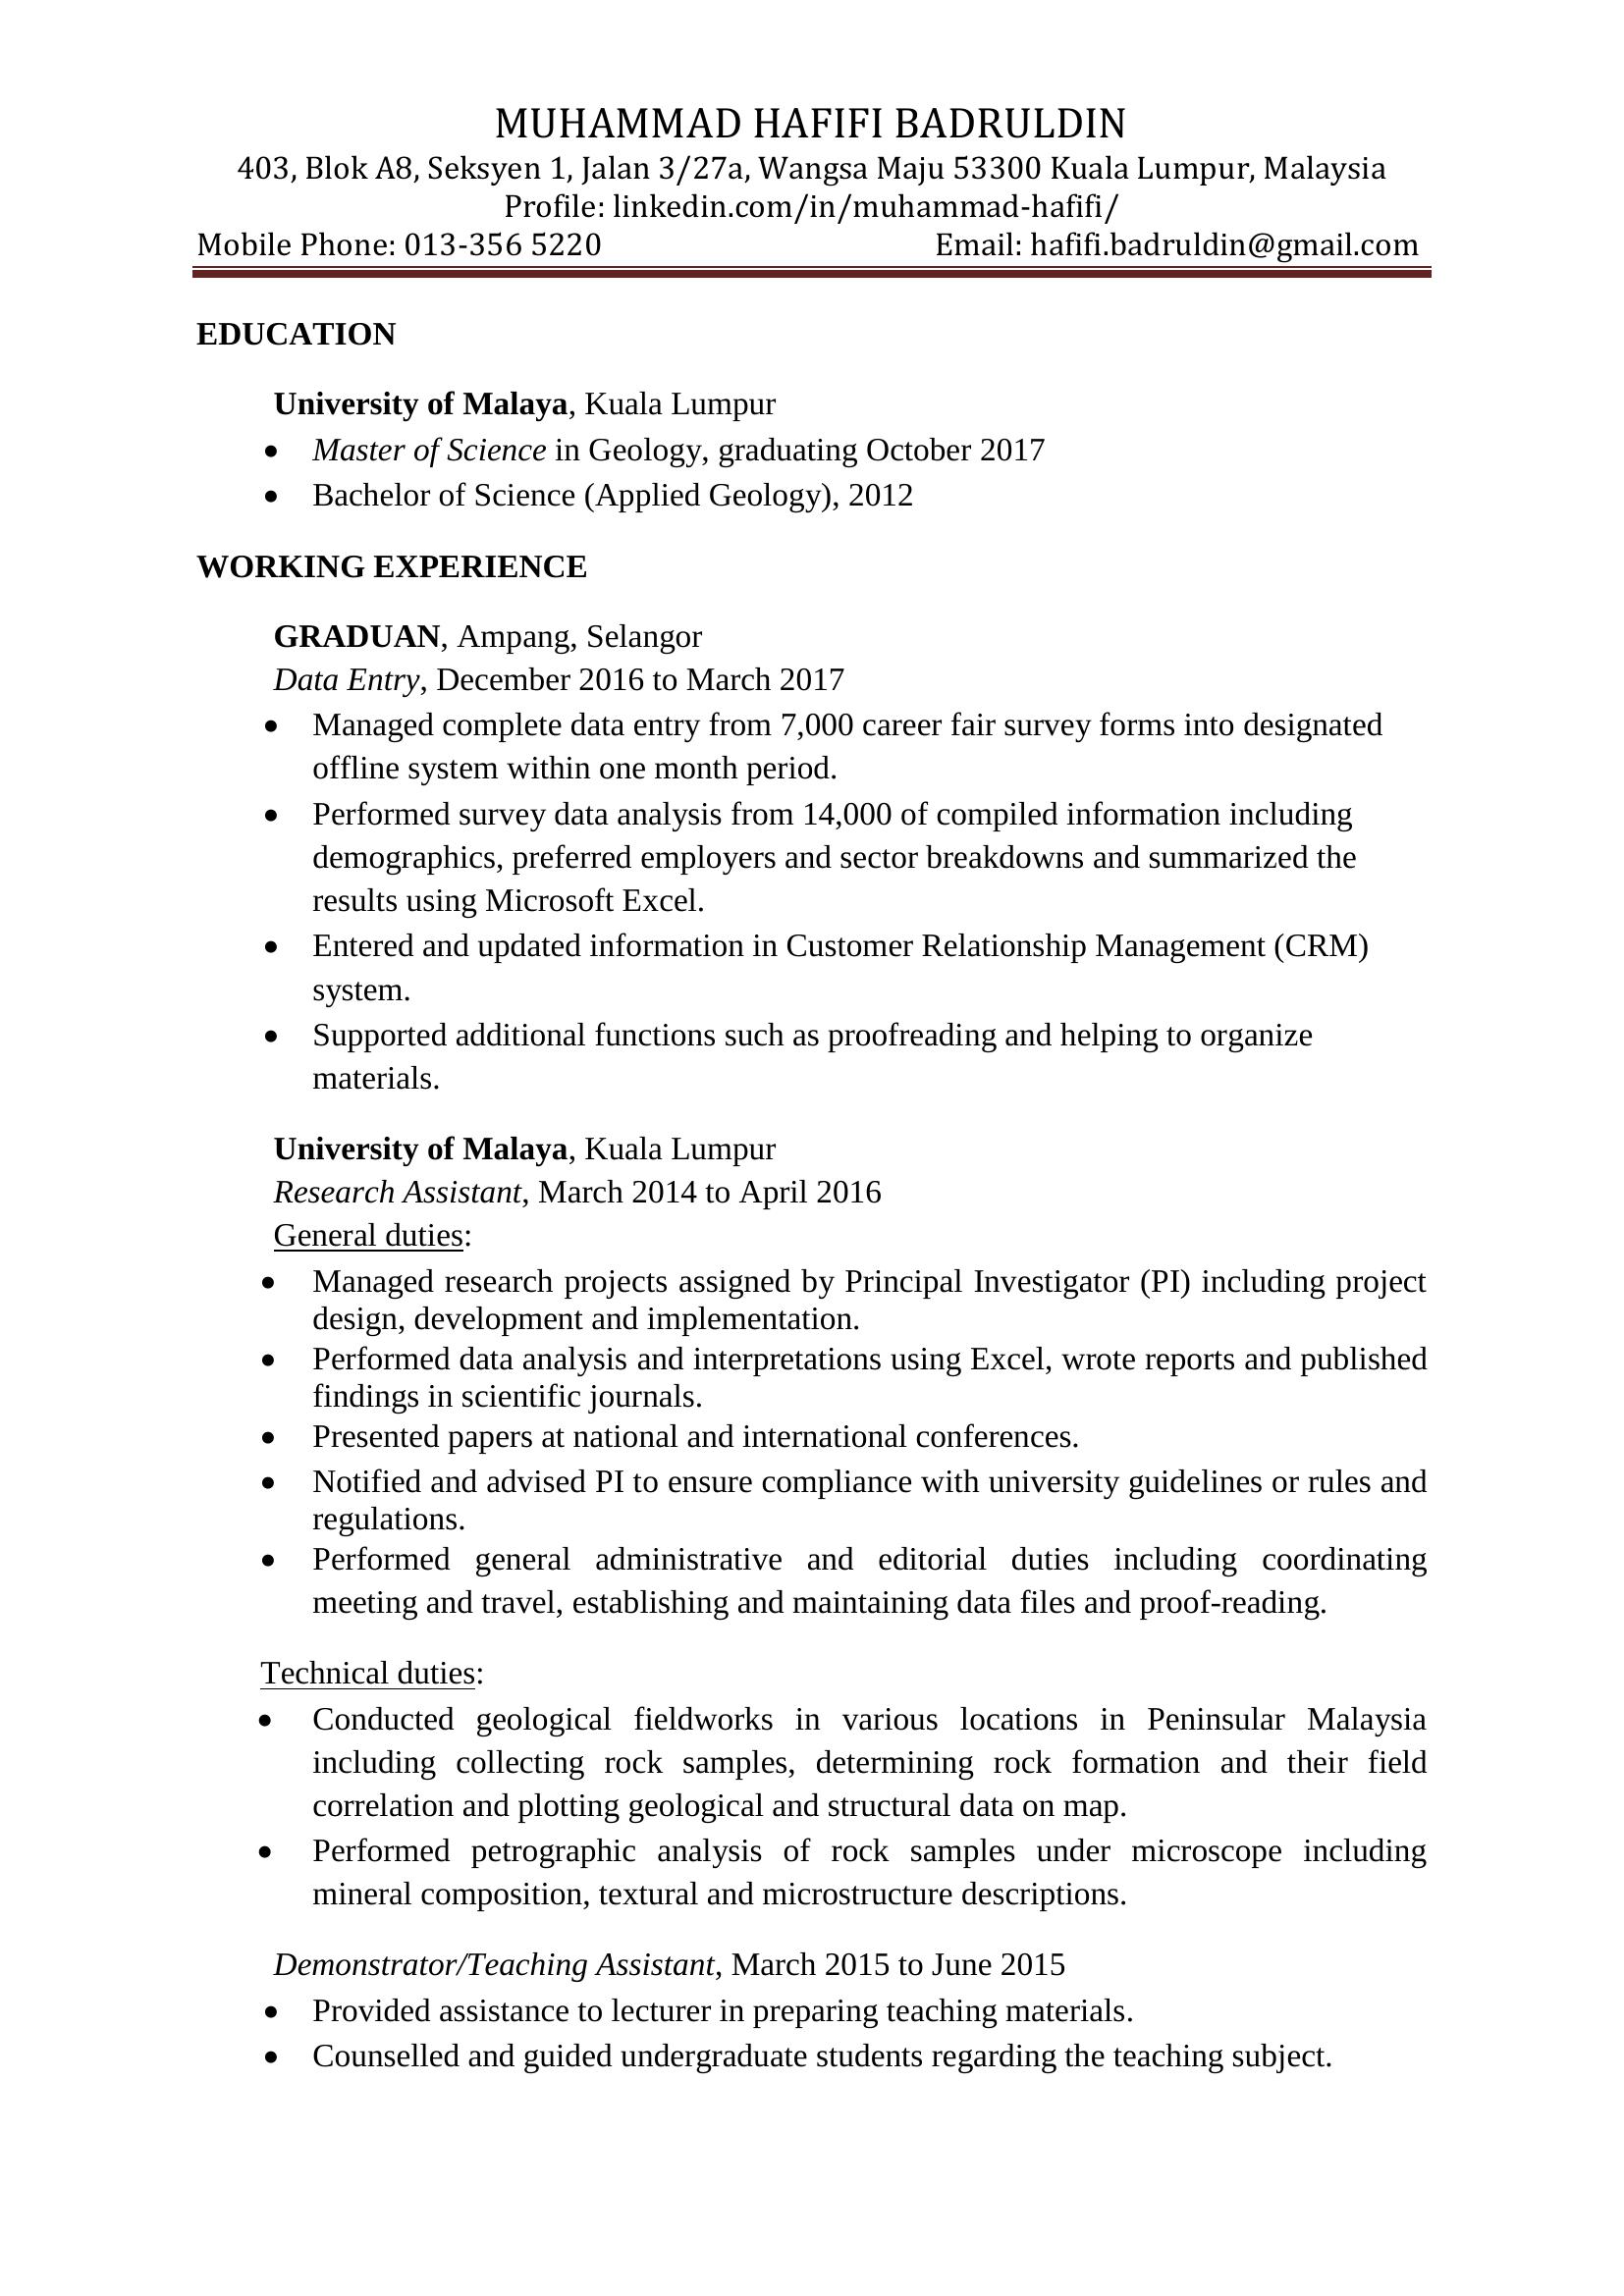 MUHAMMAD HAFIFI BADRULDIN
403, Blok A8, Seksyen 1, Jalan 3/27a, Wangsa Maju 53300 Kuala Lumpur, Malaysia
Profile: linkedin.com/in/muhammad-hafifi/
Mobile Phone: 013-356 5220 Email: hafifi.badruldin@gmail.com
EDUCATION
University of Malaya, Kuala Lumpur
• Master of Science in Geology, graduating October 2017
• Bachelor of Science (Applied Geology), 2012
WORKING EXPERIENCE
GRADUAN, Ampang, Selangor
Data Entry, December 2016 to March 2017
• Managed complete data entry from 7,000 career fair survey forms into designated
offline system within one month period.
• Performed survey data analysis from 14,000 of compiled information including
demographics, preferred employers and sector breakdowns and summarized the
results using Microsoft Excel.
• Entered and updated information in Customer Relationship Management (CRM)
system.
• Supported additional functions such as proofreading and helping to organize
materials.
University of Malaya, Kuala Lumpur
Research Assistant, March 2014 to April 2016
General duties:
• Managed research projects assigned by Principal Investigator (PI) including project
design, development and implementation.
• Performed data analysis and interpretations using Excel, wrote reports and published
findings in scientific journals.
• Presented papers at national and international conferences.
• Notified and advised PI to ensure compliance with university guidelines or rules and
regulations.
• Performed general administrative and editorial duties including coordinating
meeting and travel, establishing and maintaining data files and proof-reading.
Technical duties:
• Conducted geological fieldworks in various locations in Peninsular Malaysia
including collecting rock samples, determining rock formation and their field
correlation and plotting geological and structural data on map.
• Performed petrographic analysis of rock samples under microscope including
mineral composition, textural and microstructure descriptions.
Demonstrator/Teaching Assistant, March 2015 to June 2015
• Provided assistance to lecturer in preparing teaching materials.
• Counselled and guided undergraduate students regarding the teaching subject.